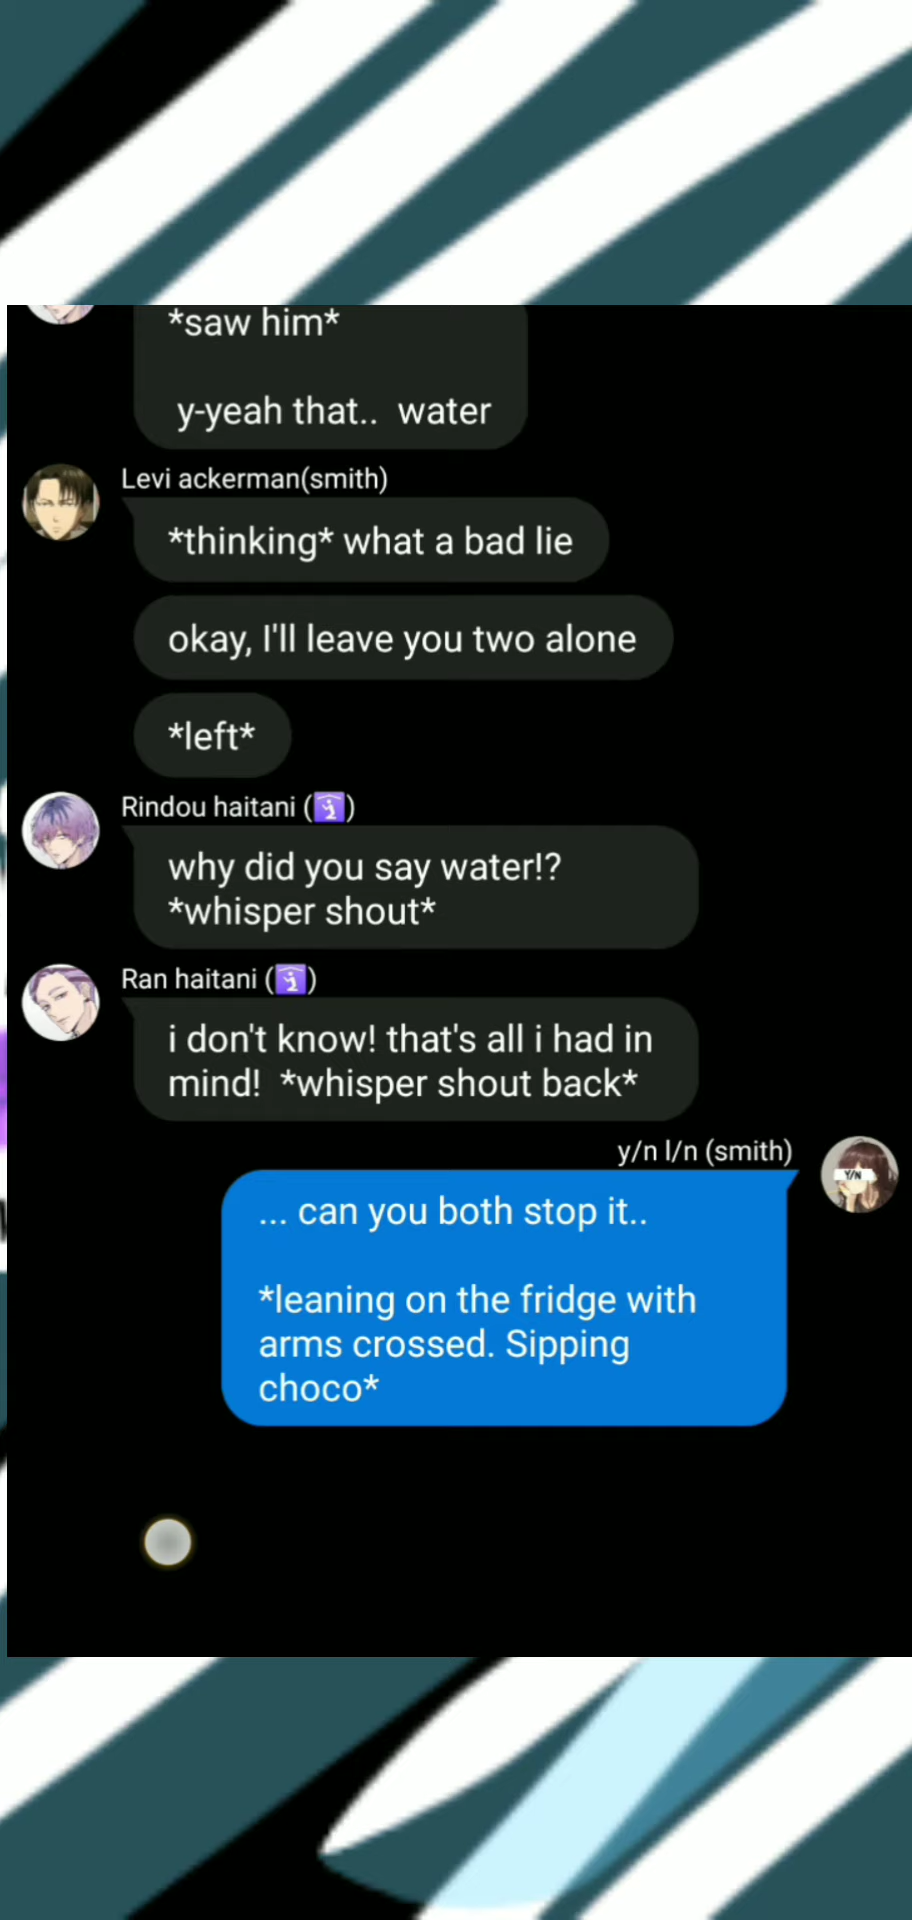 *saw him*
y-yeah that..  water
Levi ackerman(smith)
*thinking* what a bad lie
okay, I'll leave you two alone
*left*
Rindou haitani (🛐)
why did you say water!?
*whisper shout*
Ran haitani (🛐)
i don't know! that's all i had in
mind!  *whisper shout back*
y/n l/n (smith)
Y/N
... can you both stop it..
*leaning on the fridge with
arms crossed. Sipping
choco*